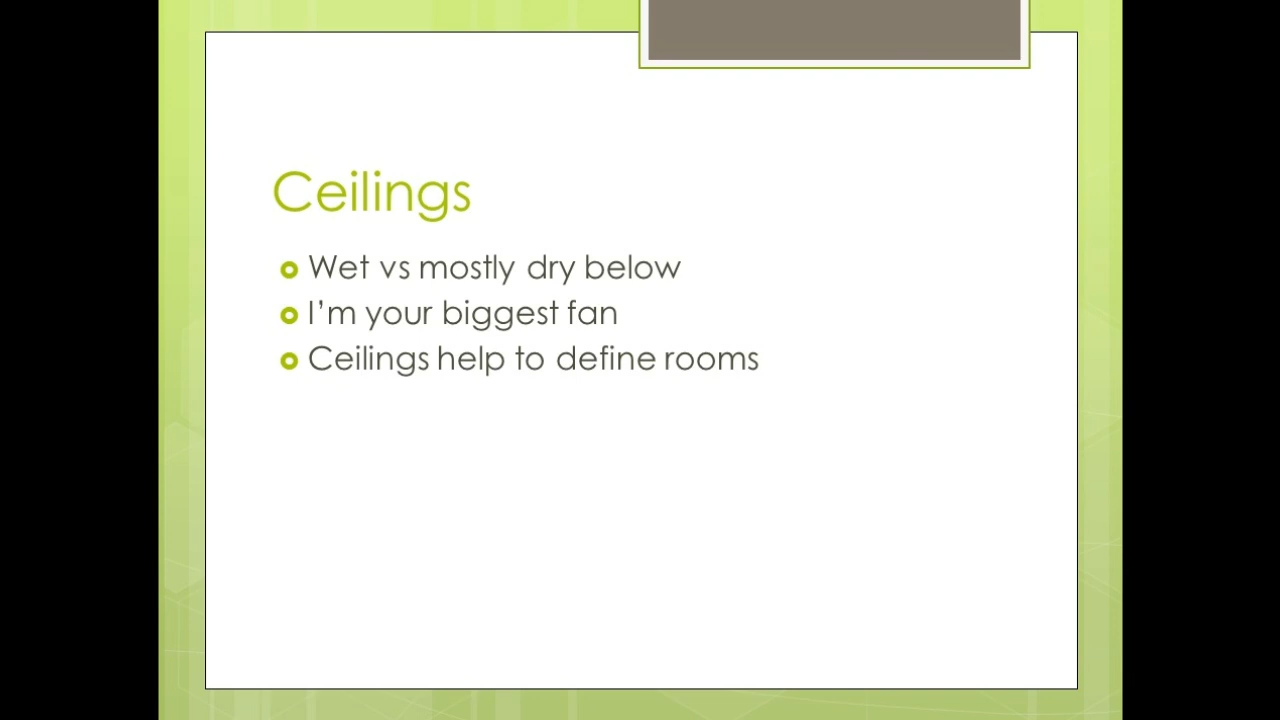 Ceilings
Wet vs mostly dry below
I’m your biggest fan
Ceilings help to define rooms